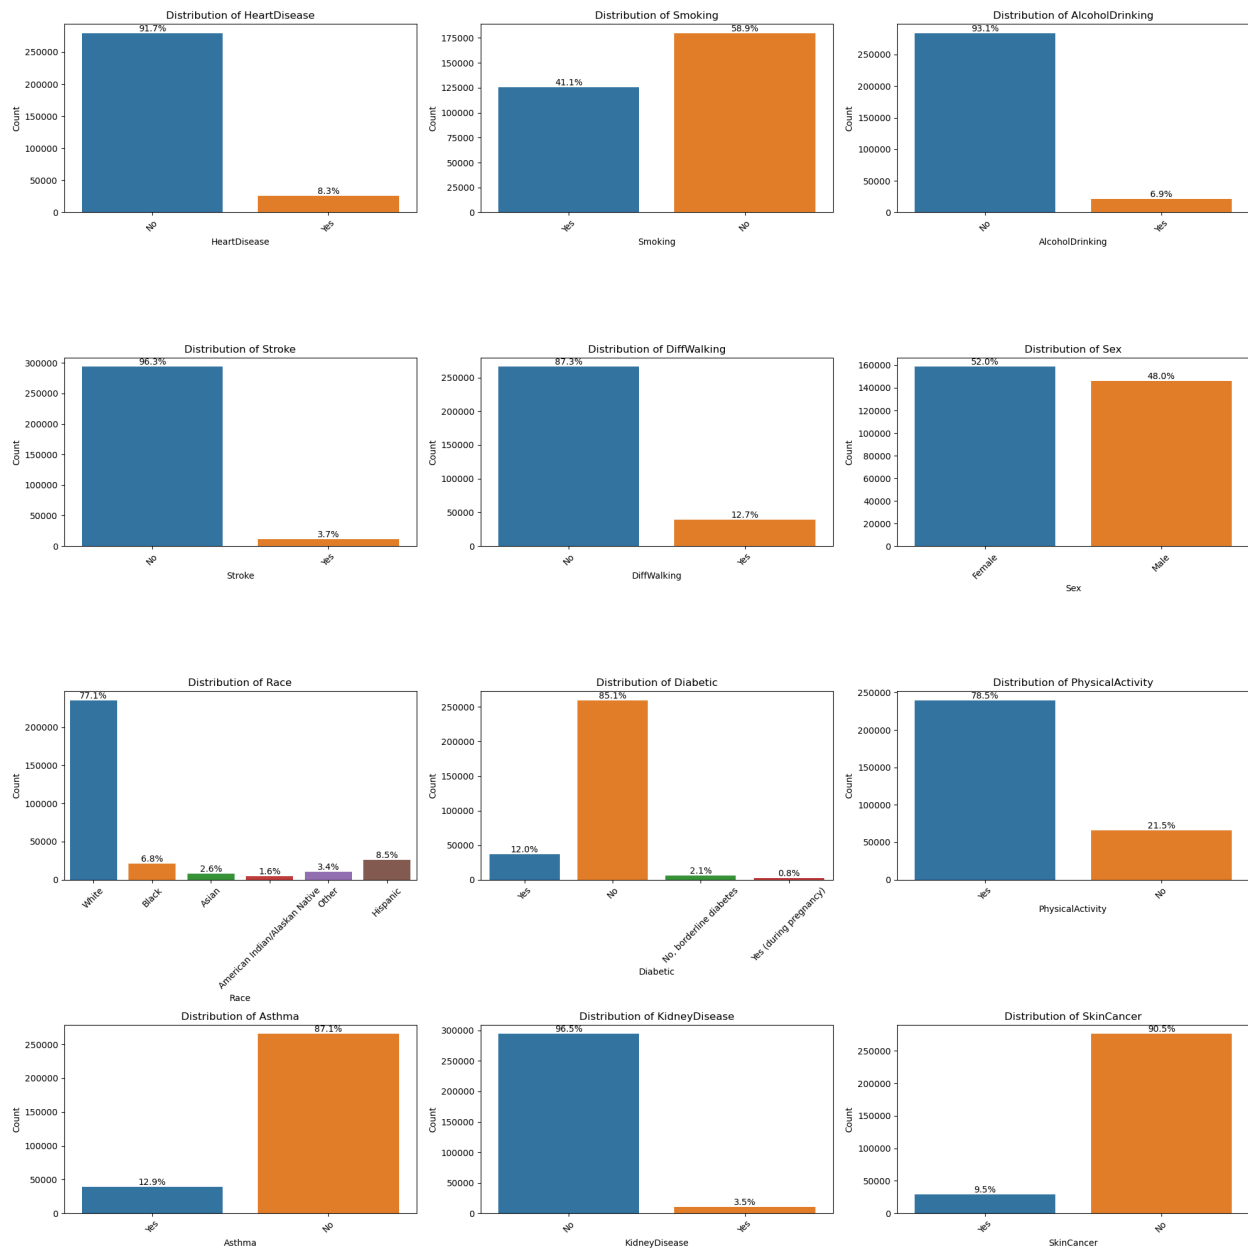 Distribution of HeartDisease
Count
250000
200000
150000
100000
50000
0
91.7%
8.3%
No
Yes
HeartDisease
Distribution of Smoking
Count
175000
150000
125000
100000
75000
50000
25000
0
41.1%
58.9%
Yes
No
Smoking
Distribution of AlcoholDrinking
Count
250000
200000
150000
100000
50000
0
93.1%
6.9%
No
Yes
AlcoholDrinking
Distribution of Stroke
Count
300000
250000
200000
150000
100000
50000
0
96.3%
3.7%
No
Yes
Stroke
Distribution of DiffWalking
Count
250000
200000
150000
100000
50000
0
87.3%
12.7%
No
Yes
DiffWalking
Distribution of Sex
Count
160000
140000
120000
100000
80000
60000
40000
20000
0
52.0%
48.0%
Female
Male
Sex
Distribution of Race
Count
200000
150000
100000
50000
0
77.1%
6.8%
2.6%
1.6%
3.4%
8.5%
White
Black
Asian
American Indian/Alaskan Native
Other
Hispanic
Race
Distribution of Diabetic
Count
250000
200000
150000
100000
50000
0
12.0%
85.1%
2.1%
0.8%
Yes
No
No, borderline diabetes
Yes (during pregnancy)
Diabetic
Distribution of PhysicalActivity
Count
250000
200000
150000
100000
50000
0
78.5%
21.5%
Yes
No
PhysicalActivity
Distribution of Asthma
Count
250000
200000
150000
100000
50000
0
12.9%
87.1%
Yes
No
Asthma
Distribution of KidneyDisease
Count
300000
250000
200000
150000
100000
50000
0
96.5%
3.5%
No
Yes
KidneyDisease
Distribution of SkinCancer
Count
250000
200000
150000
100000
50000
0
9.5%
90.5%
Yes
No
SkinCancer